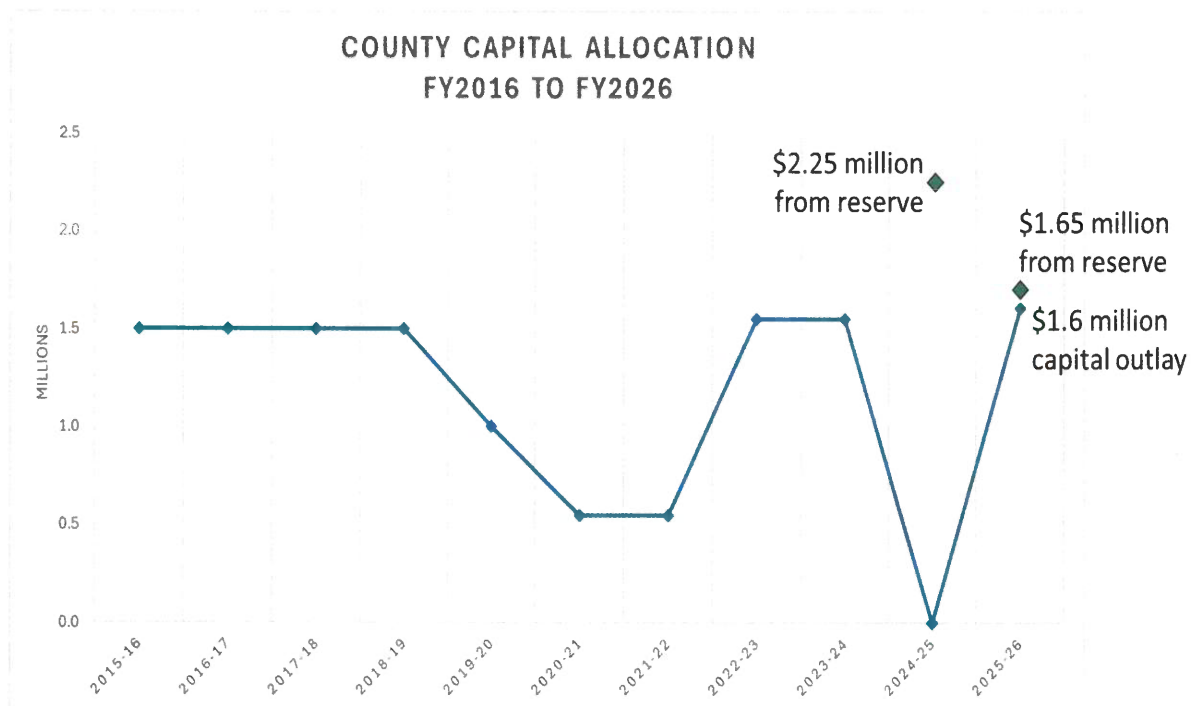 COUNTY CAPITAL ALLOCATION
FY2016 TO FY2026
2.5
2.0
1.5
1.0
0.5
0.0
MILLIONS
$2.25 million
from reserve
$1.65 million
from reserve
$1.6 million
capital outlay
2015-16
2016-17
2017-18
2018-19
2019-20
2020-21
2021-22
2022-23
2023-24
2024-25
2025-26